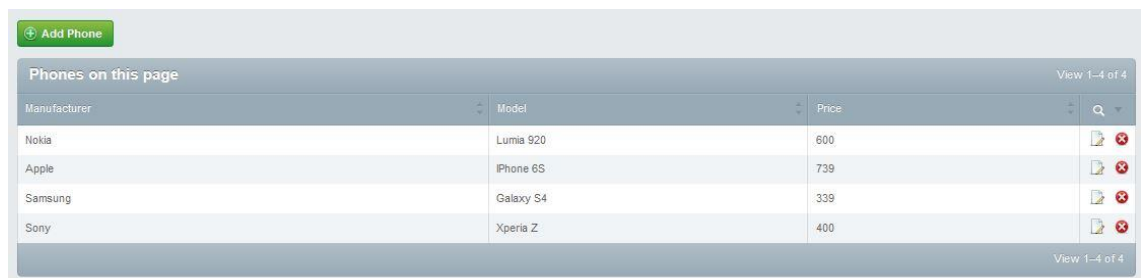 Add Phone
Phones on this page View 1–4 of 4
Manufacturer Model Price
Nokia Lumia 920 600
Apple IPhone 6S 739
Samsung Galaxy S4 339
Sony Xperia Z 400
View 1–4 of 4